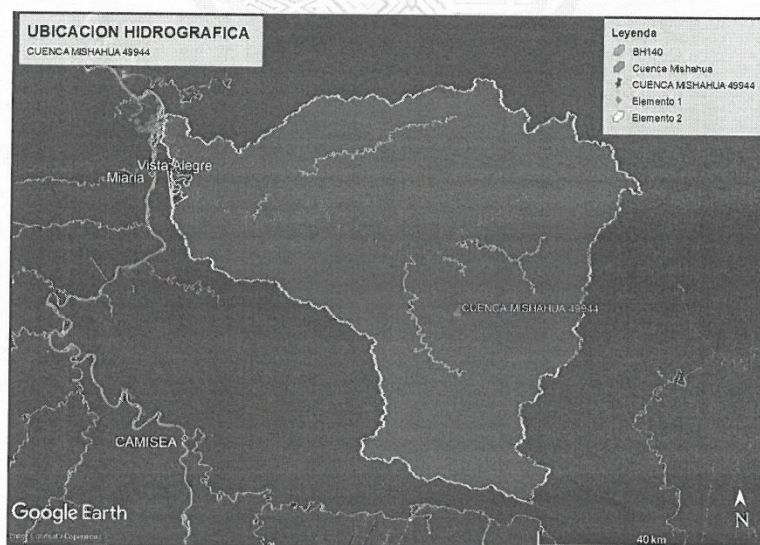 UBICACION HIDROGRAFICA
CUENCA MISHAHUA 49944
Leyenda
BH140
Cuenca Mishahua
CUENCA MISHAHUA 49944
Elemento 1
Elemento 2
Vista Alegre
Miaria
CUENCA MISHAHUA 49944
CAMISEA
Google Earth
N
40 km